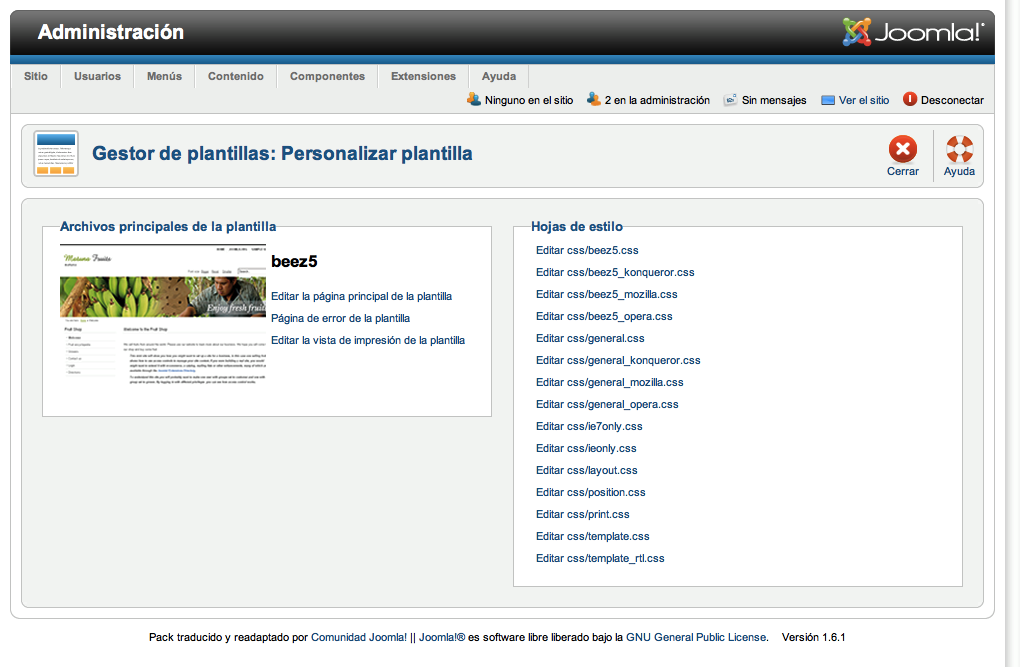 Administración
Joomla!
Sitio Usuarios Menús Contenido Componentes Extensiones Ayuda
Ninguno en el sitio 2 en la administración Sin mensajes Ver el sitio Desconectar
Gestor de plantillas: Personalizar plantilla
Cerrar
Ayuda
Archivos principales de la plantilla
Enjoy fresh fruit
beez5
Editar la página principal de la plantilla
Página de error de la plantilla
Editar la vista de impresión de la plantilla
Hojas de estilo
Editar css/beez5.css
Editar css/beez5_konqueror.css
Editar css/beez5_mozilla.css
Editar css/beez5_opera.css
Editar css/general.css
Editar css/general_konqueror.css
Editar css/general_mozilla.css
Editar css/general_opera.css
Editar css/ie7only.css
Editar css/ieonly.css
Editar css/layout.css
Editar css/position.css
Editar css/print.css
Editar css/template.css
Editar css/template_rtl.css
Pack traducido y readaptado por Comunidad Joomla! || Joomla!® es software libre liberado bajo la GNU General Public License. Versión 1.6.1